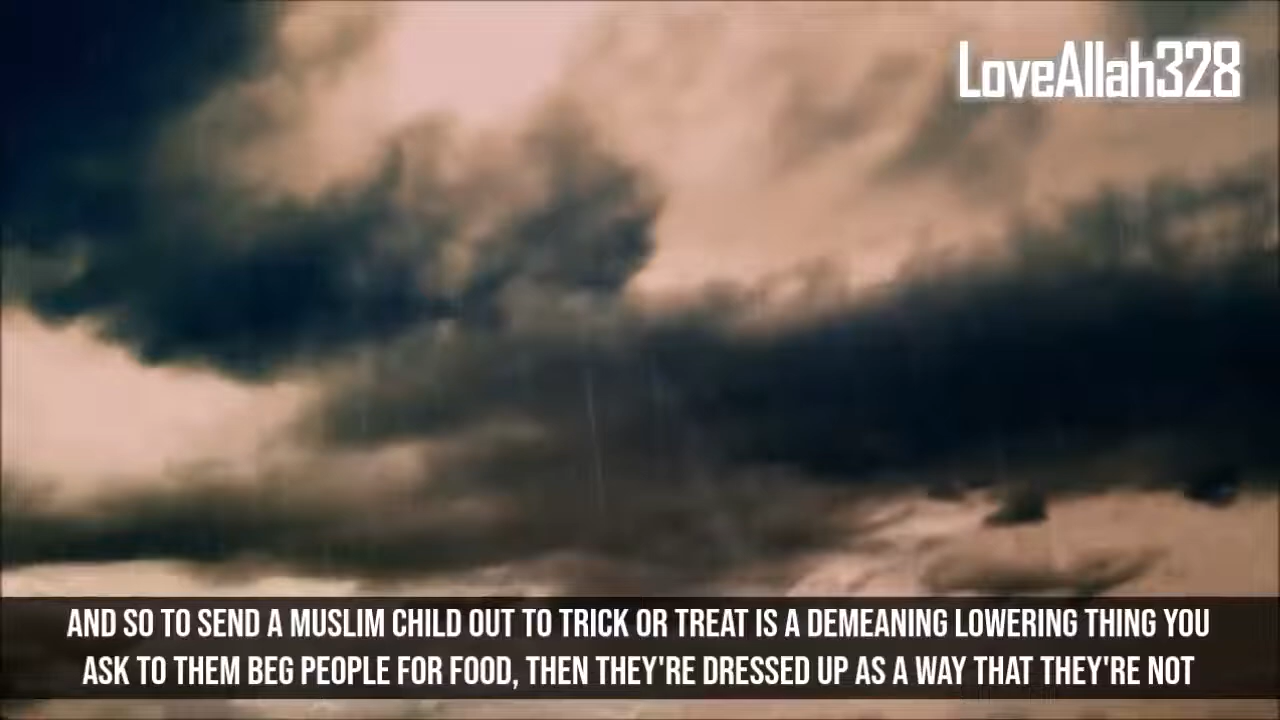 LoveAllah328
AND SO TO SEND A MUSLIM CHILD OUT TO TRICK OR TREAT IS A DEMEANING LOWERING THING YOU
ASK TO THEM BEG PEOPLE FOR FOOD, THEN THEY'RE DRESSED UP AS A WAY THAT THEY'RE NOT